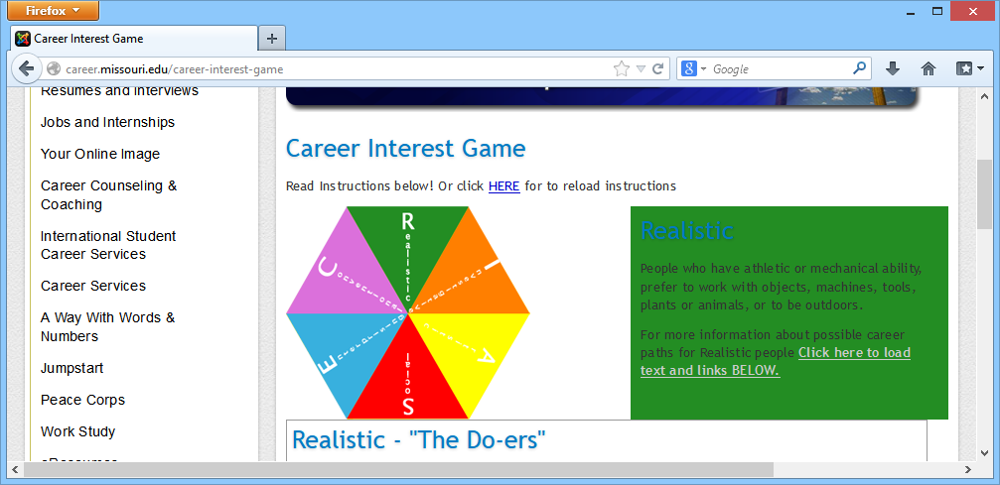 Firefox
Career Interest Game
career.missouri.edu/career-interest-game
Google
Resumes and Interviews
Jobs and Internships
Your Online Image
Career Counseling &
Coaching
International Student
Career Services
Career Services
A Way With Words &
Numbers
Jumpstart
Peace Corps
Work Study
eResources
Career Interest Game
Read Instructions below! Or click HERE for to reload instructions
Realistic
I
A
Social
E
Conventional
Realistic
People who have athletic or mechanical ability,
prefer to work with objects, machines, tools,
plants or animals, or to be outdoors.
For more information about possible career
paths for Realistic people Click here to load
text and links BELOW.
Realistic - "The Do-ers"